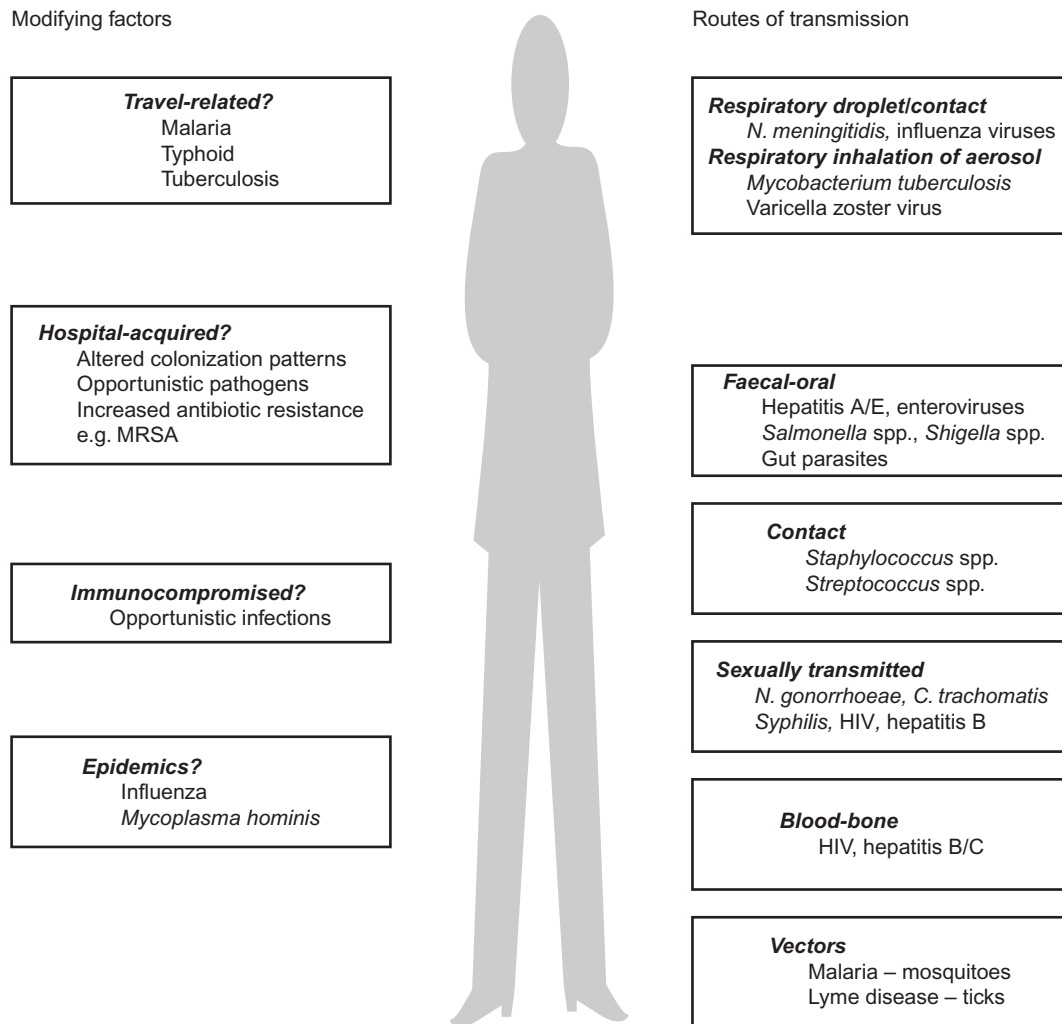 Modifying factors
Travel-related?
Malaria
Typhoid
Tuberculosis
Hospital-acquired?
Altered colonization patterns
Opportunistic pathogens
Increased antibiotic resistance
e.g. MRSA
Immunocompromised?
Opportunistic infections
Epidemics?
Influenza
Mycoplasma hominis
Routes of transmission
Respiratory droplet/contact
N. meningitidis, influenza viruses
Respiratory inhalation of aerosol
Mycobacterium tuberculosis
Varicella zoster virus
Faecal-oral
Hepatitis A/E, enteroviruses
Salmonella spp., Shigella spp.
Gut parasites
Contact
Staphylococcus spp.
Streptococcus spp.
Sexually transmitted
N. gonorrhoeae, C. trachomatis
Syphilis, HIV, hepatitis B
Blood-bone
HIV, hepatitis B/C
Vectors
Malaria – mosquitoes
Lyme disease – ticks